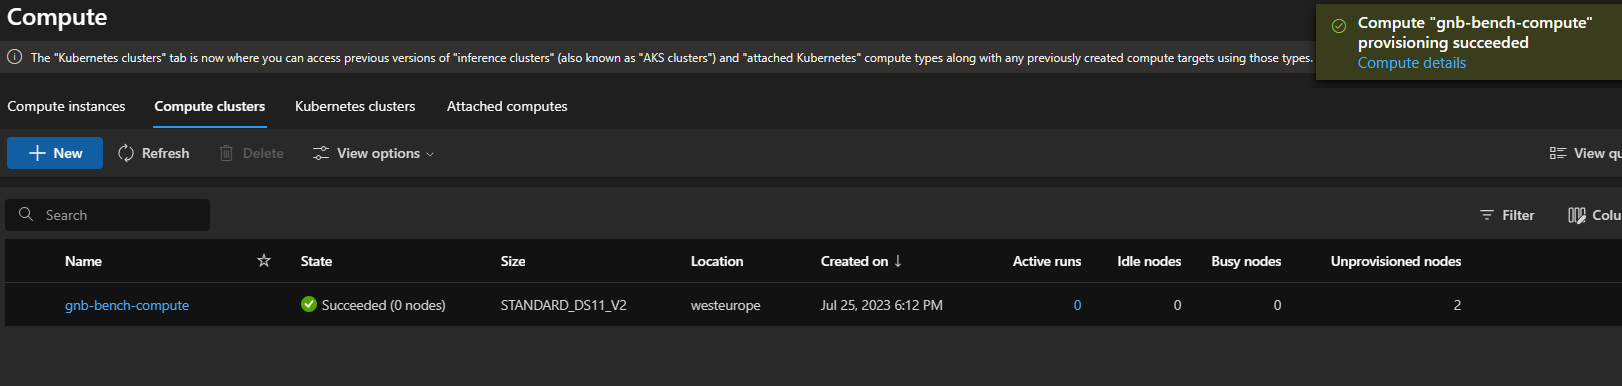 Compute
Compute "gnb-bench-compute"
provisioning succeeded
Compute details
The "Kubernetes clusters" tab is now where you can access previous versions of "inference clusters" (also known as "AKS clusters") and "attached Kubernetes" compute types along with any previously created compute targets using those types.
Compute instances Compute clusters Kubernetes clusters Attached computes
New Refresh Delete View options View qu
Search Filter Colu
Name State Size Location Created on ↓ Active runs Idle nodes Busy nodes Unprovisioned nodes
gnb-bench-compute Succeeded (0 nodes) STANDARD_DS11_V2 westeurope Jul 25, 2023 6:12 PM 0 0 0 2